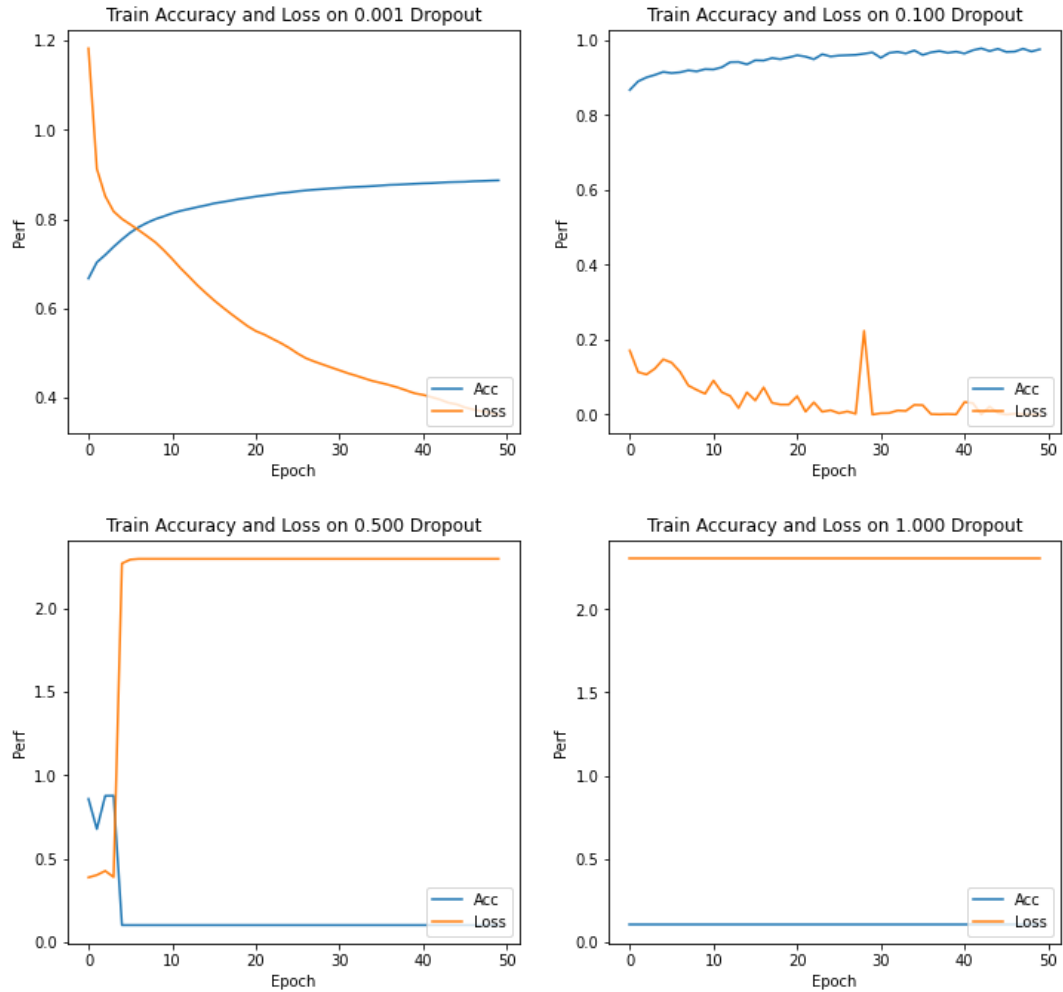 Train Accuracy and Loss on 0.001 Dropout
1.2
1.0
0.8
0.6
0.4
Perf
Acc
Loss
0 10 20 30 40 50
Epoch
Train Accuracy and Loss on 0.100 Dropout
1.0
0.8
0.6
0.4
0.2
0.0
Perf
Acc
Loss
0 10 20 30 40 50
Epoch
Train Accuracy and Loss on 0.500 Dropout
2.0
1.5
1.0
0.5
0.0
Perf
Acc
Loss
0 10 20 30 40 50
Epoch
Train Accuracy and Loss on 1.000 Dropout
2.0
1.5
1.0
0.5
0.0
Perf
Acc
Loss
0 10 20 30 40 50
Epoch